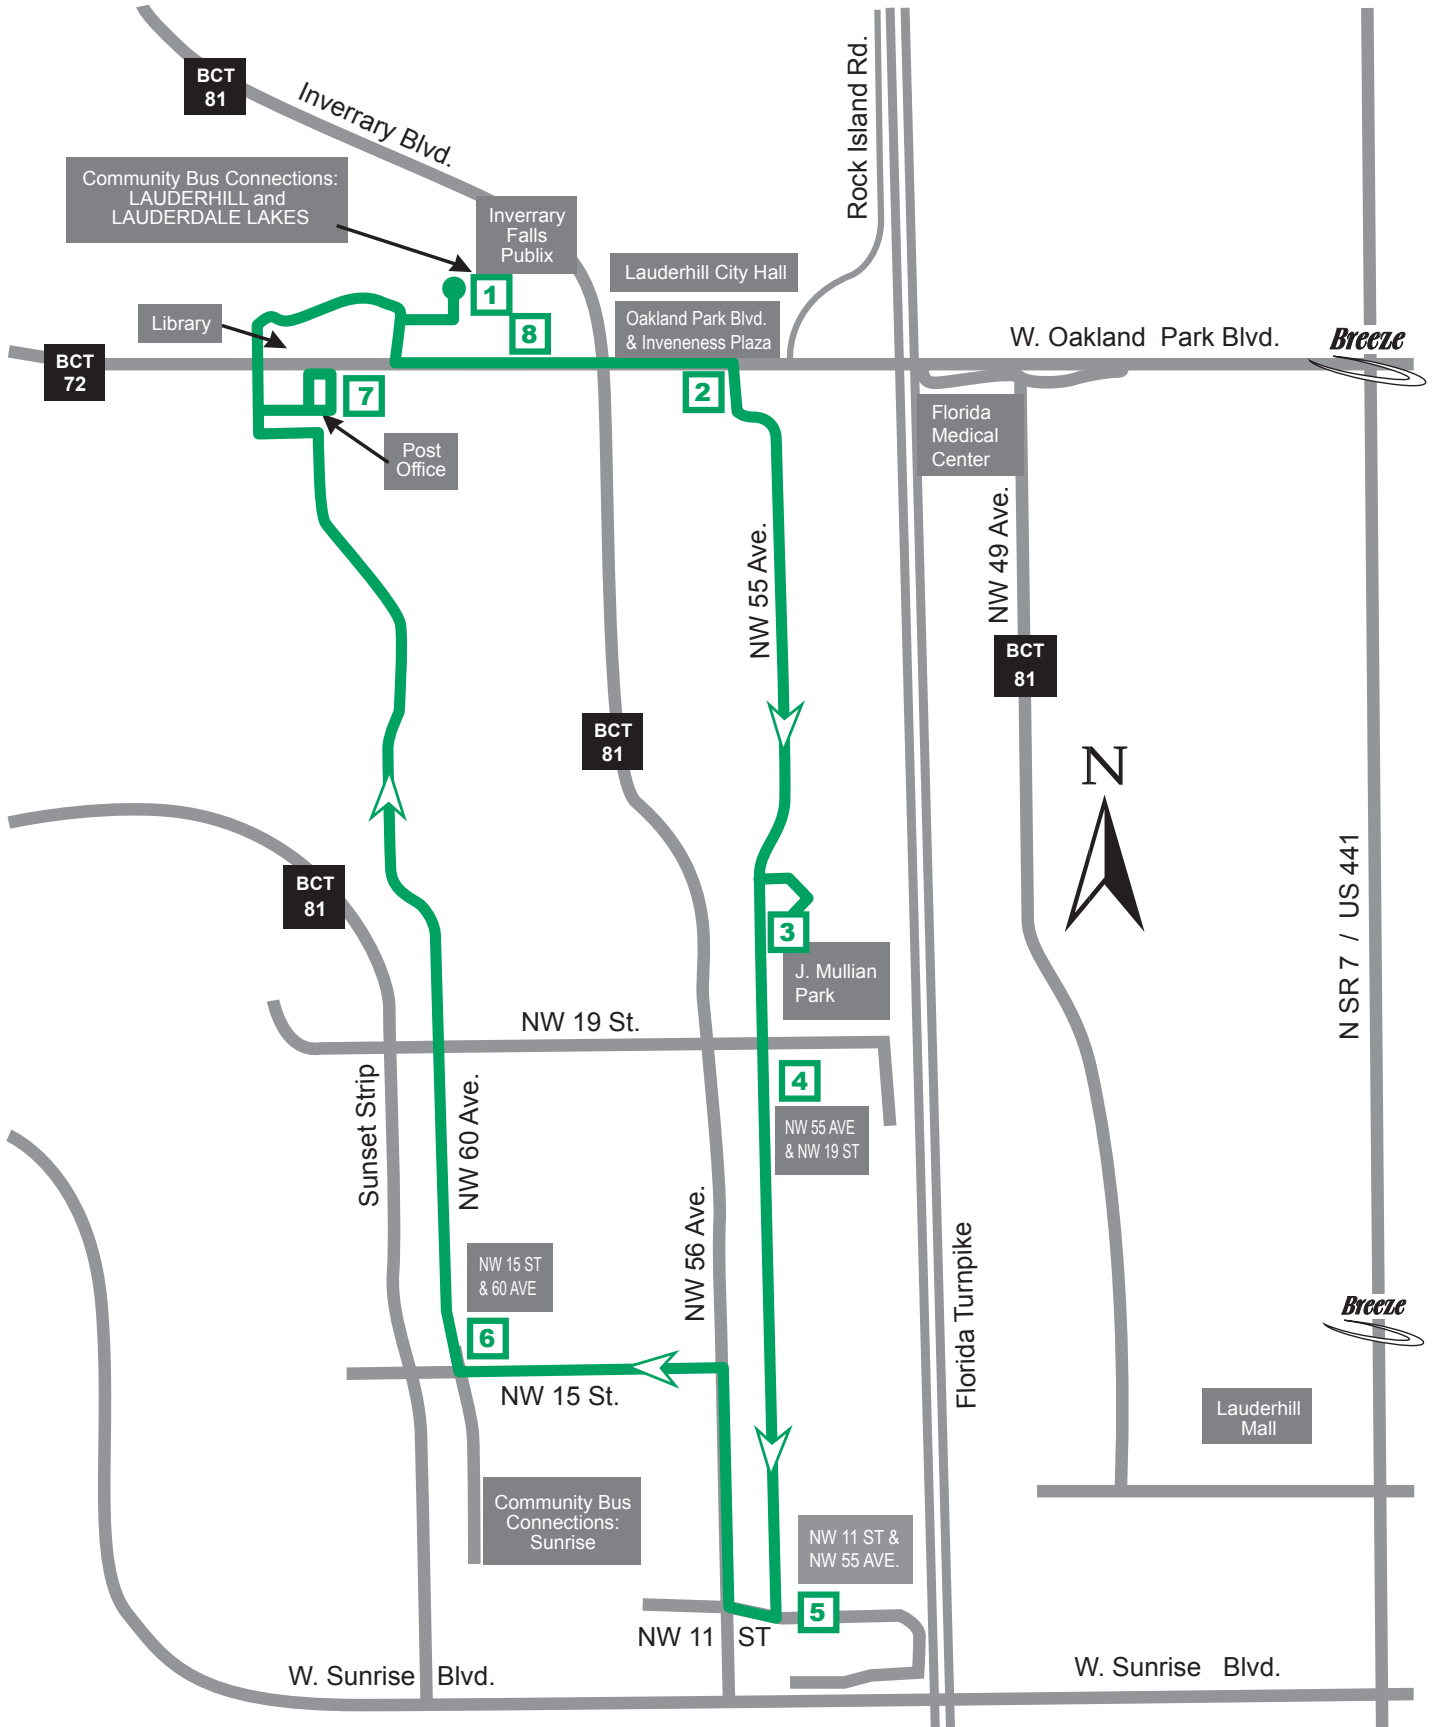 BCT
81
Inverrary Blvd.
Rock Island Rd.
Community Bus Connections:
LAUDERHILL and
LAUDERDALE LAKES
Inverrary
Falls
Publix
Lauderhill City Hall
1
Library
8
Oakland Park Blvd.
& Inveneness Plaza
W. Oakland Park Blvd.
Breeze
BCT
72
7
2
Florida
Medical
Center
Post
Office
NW 55 Ave.
NW 49 Ave.
BCT
81
BCT
81
N
BCT
81
N SR 7 / US 441
3
J. Mullian
Park
NW 19 St.
4
Sunset Strip
NW 60 Ave.
NW 55 AVE
& NW 19 ST
NW 56 Ave.
Florida Turnpike
NW 15 ST
& 60 AVE
6
Breeze
NW 15 St.
Lauderhill
Mall
Community Bus
Connections:
Sunrise
NW 11 ST &
NW 55 AVE.
5
NW 11 ST
W. Sunrise Blvd.
W. Sunrise Blvd.